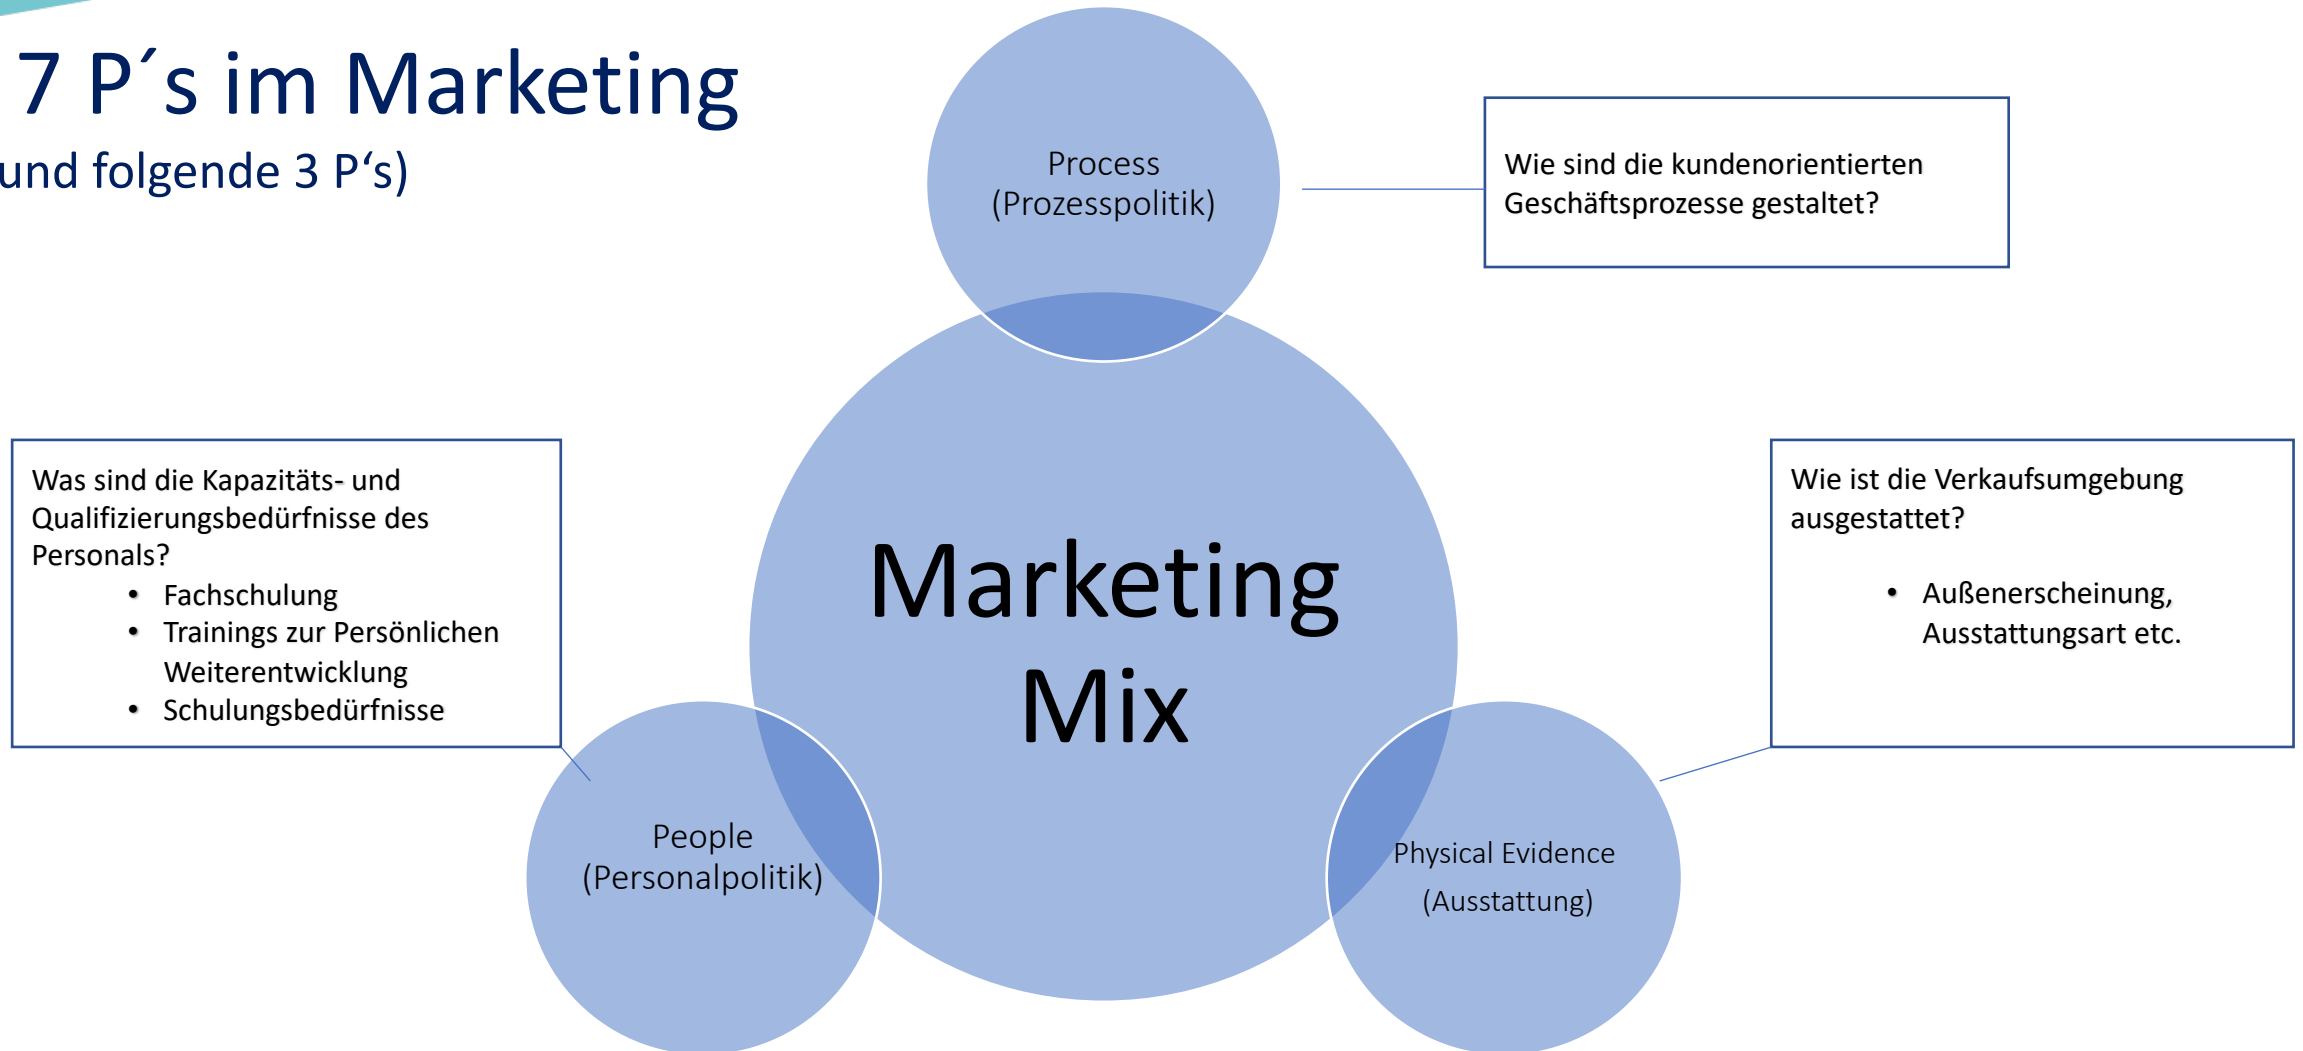 7 P´s im Marketing
und folgende 3 P‘s)
Process
(Prozesspolitik)
Wie sind die kundenorientierten
Geschäftsprozesse gestaltet?
Was sind die Kapazitäts- und
Qualifizierungsbedürfnisse des
Personals?
• Fachschulung
• Trainings zur Persönlichen
Weiterentwicklung
• Schulungsbedürfnisse
Marketing
Mix
Wie ist die Verkaufsumgebung
ausgestattet?
• Außenerscheinung,
Ausstattungsart etc.
People
(Personalpolitik)
Physical Evidence
(Ausstattung)